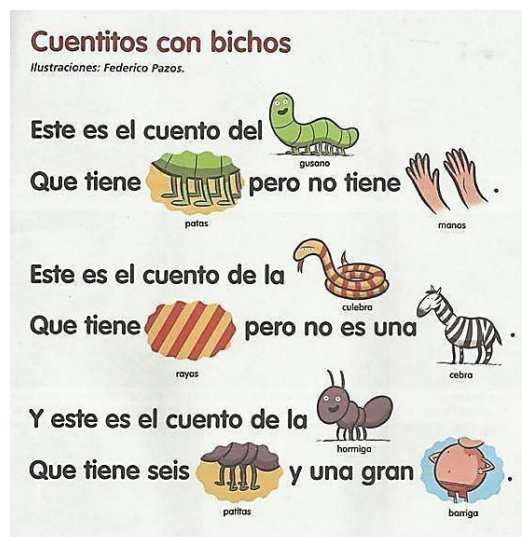 Cuentitos con bichos
Ilustraciones: Federico Pazos.
Este es el cuento del
gusano
Que tiene pero no tiene .
patas manos
Este es el cuento de la
culebra
Que tiene pero no es una .
rayas cebra
Y este es el cuento de la
hormiga
Que tiene seis y una gran .
patitas barriga